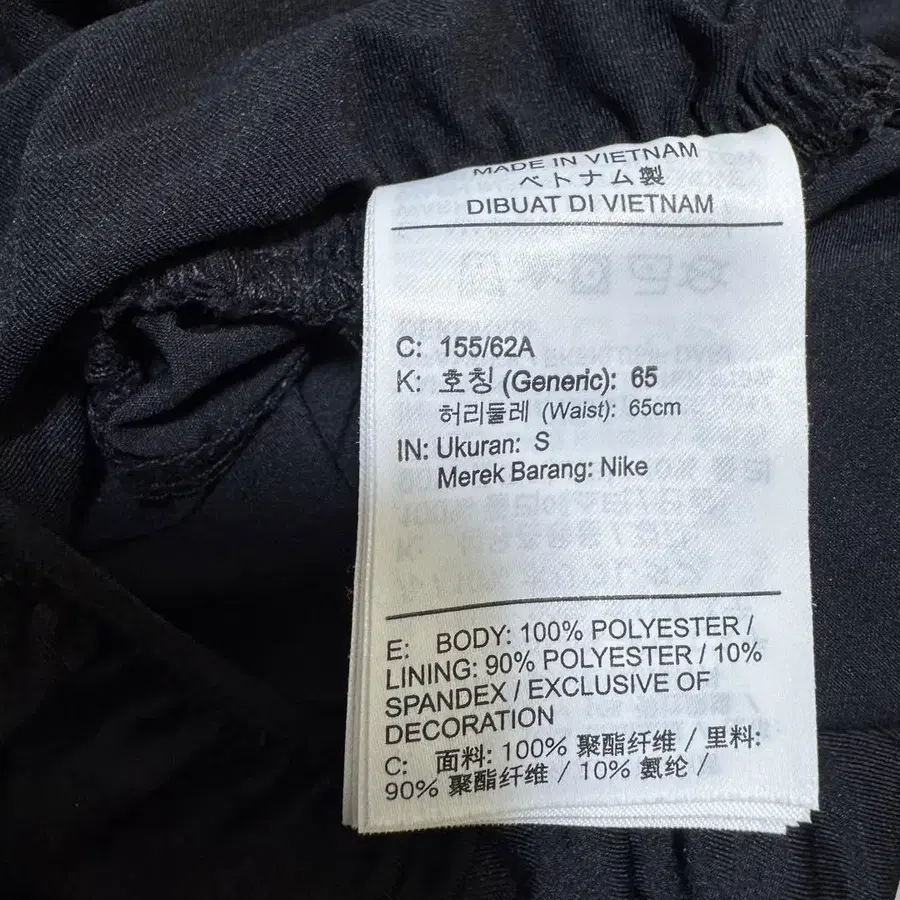 MADE IN VIETNAM
ベトナム製
DIBUAT DI VIETNAM
C: 155/62A
K: 호칭 (Generic): 65
허리둘레 (Waist): 65cm
IN: Ukuran: S
Merek Barang: Nike
E: BODY: 100% POLYESTER /
LINING: 90% POLYESTER / 10%
SPANDEX / EXCLUSIVE OF
DECORATION
C: 面料: 100% 聚酯纤维 / 里料:
90% 聚酯纤维 / 10% 氨纶 /